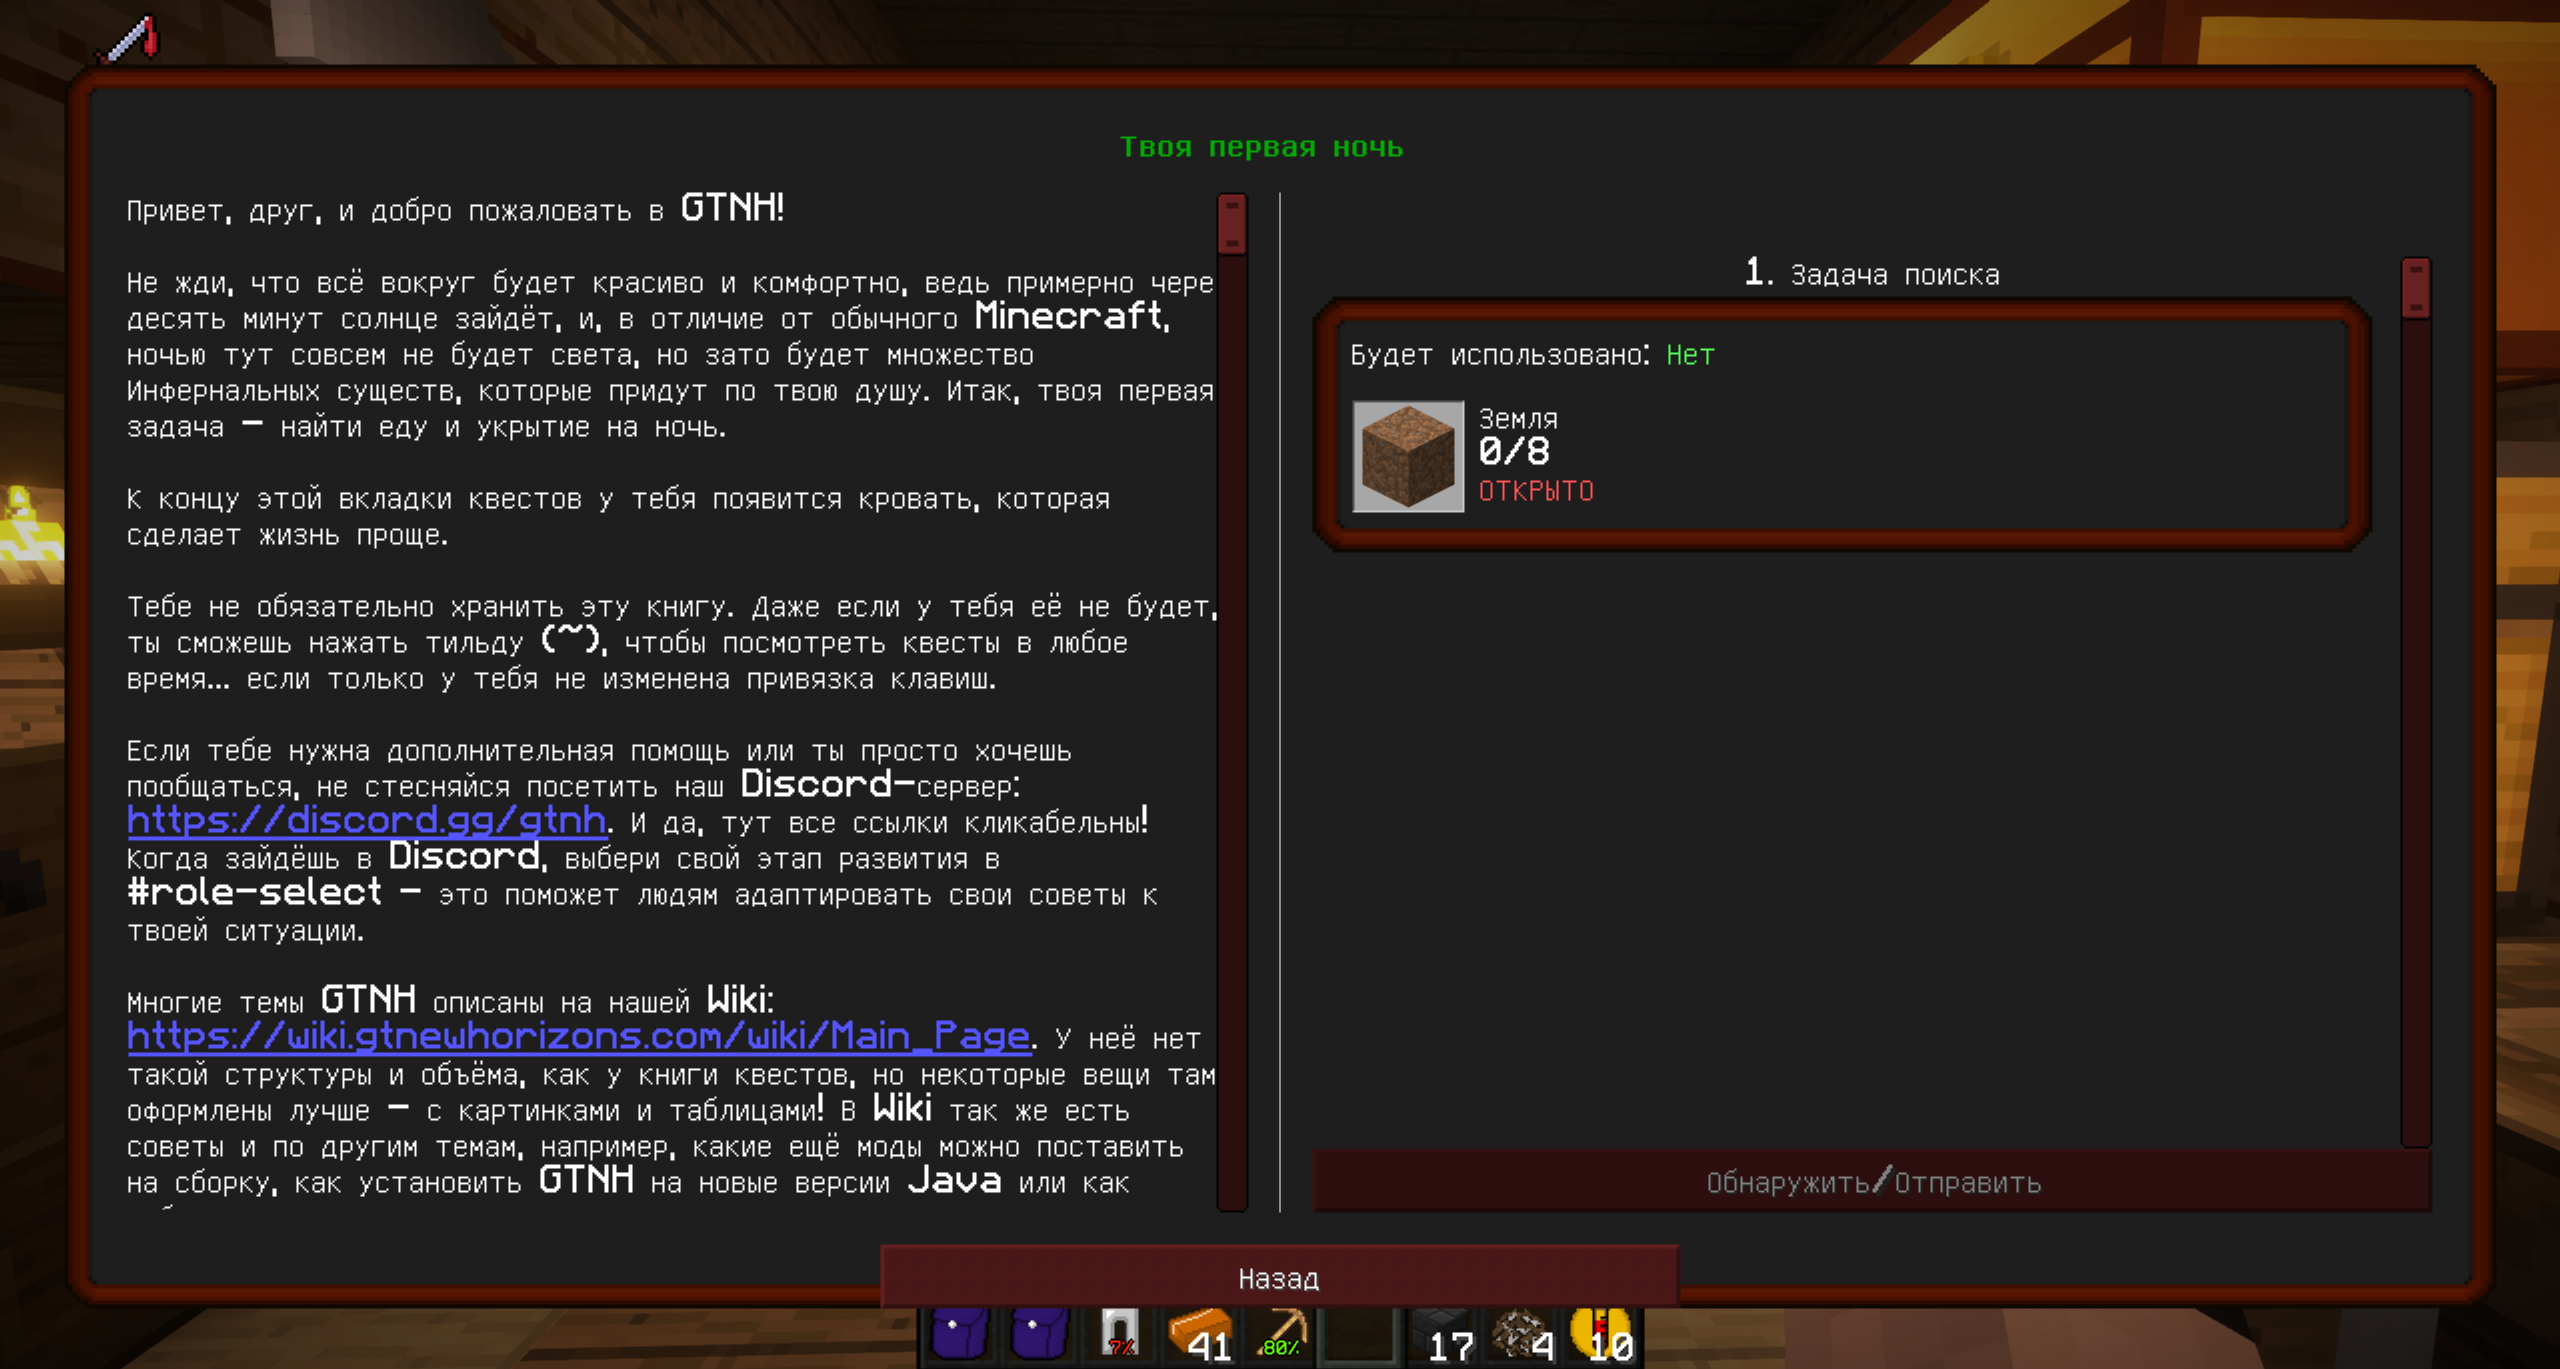 Твоя первая ночь
Привет, друг, и добро пожаловать в GTNH!
Не жди, что всё вокруг будет красиво и комфортно, ведь примерно чере
десять минут солнце зайдёт, и, в отличие от обычного Minecraft,
ночью тут совсем не будет света, но зато будет множество
Инфернальных существ, которые придут по твою душу. Итак, твоя первая
задача — найти еду и укрытие на ночь.
К концу этой вкладки квестов у тебя появится кровать, которая
сделает жизнь проще.
Тебе не обязательно хранить эту книгу. Даже если у тебя её не будет,
ты сможешь нажать тильду (~), чтобы посмотреть квесты в любое
время... если только у тебя не изменена привязка клавиш.
Если тебе нужна дополнительная помощь или ты просто хочешь
пообщаться, не стесняйся посетить наш Discord-сервер:
https://discord.gg/gtnh. И да, тут все ссылки кликабельны!
Когда зайдёшь в Discord, выбери свой этап развития в
#role-select — это поможет людям адаптировать свои советы к
твоей ситуации.
Многие темы GTNH описаны на нашей Wiki:
https://wiki.gtnewhorizons.com/wiki/Main_Page. У неё нет
такой структуры и объёма, как у книги квестов, но некоторые вещи там
оформлены лучше — с картинками и таблицами! В Wiki так же есть
советы и по другим темам, например, какие ещё моды можно поставить
на сборку, как установить GTNH на новые версии Java или как
1. Задача поиска
Будет использовано: Нет
Земля
0/8
ОТКРЫТО
Обнаружить/Отправить
Назад
7% 41 80% 17 4 10